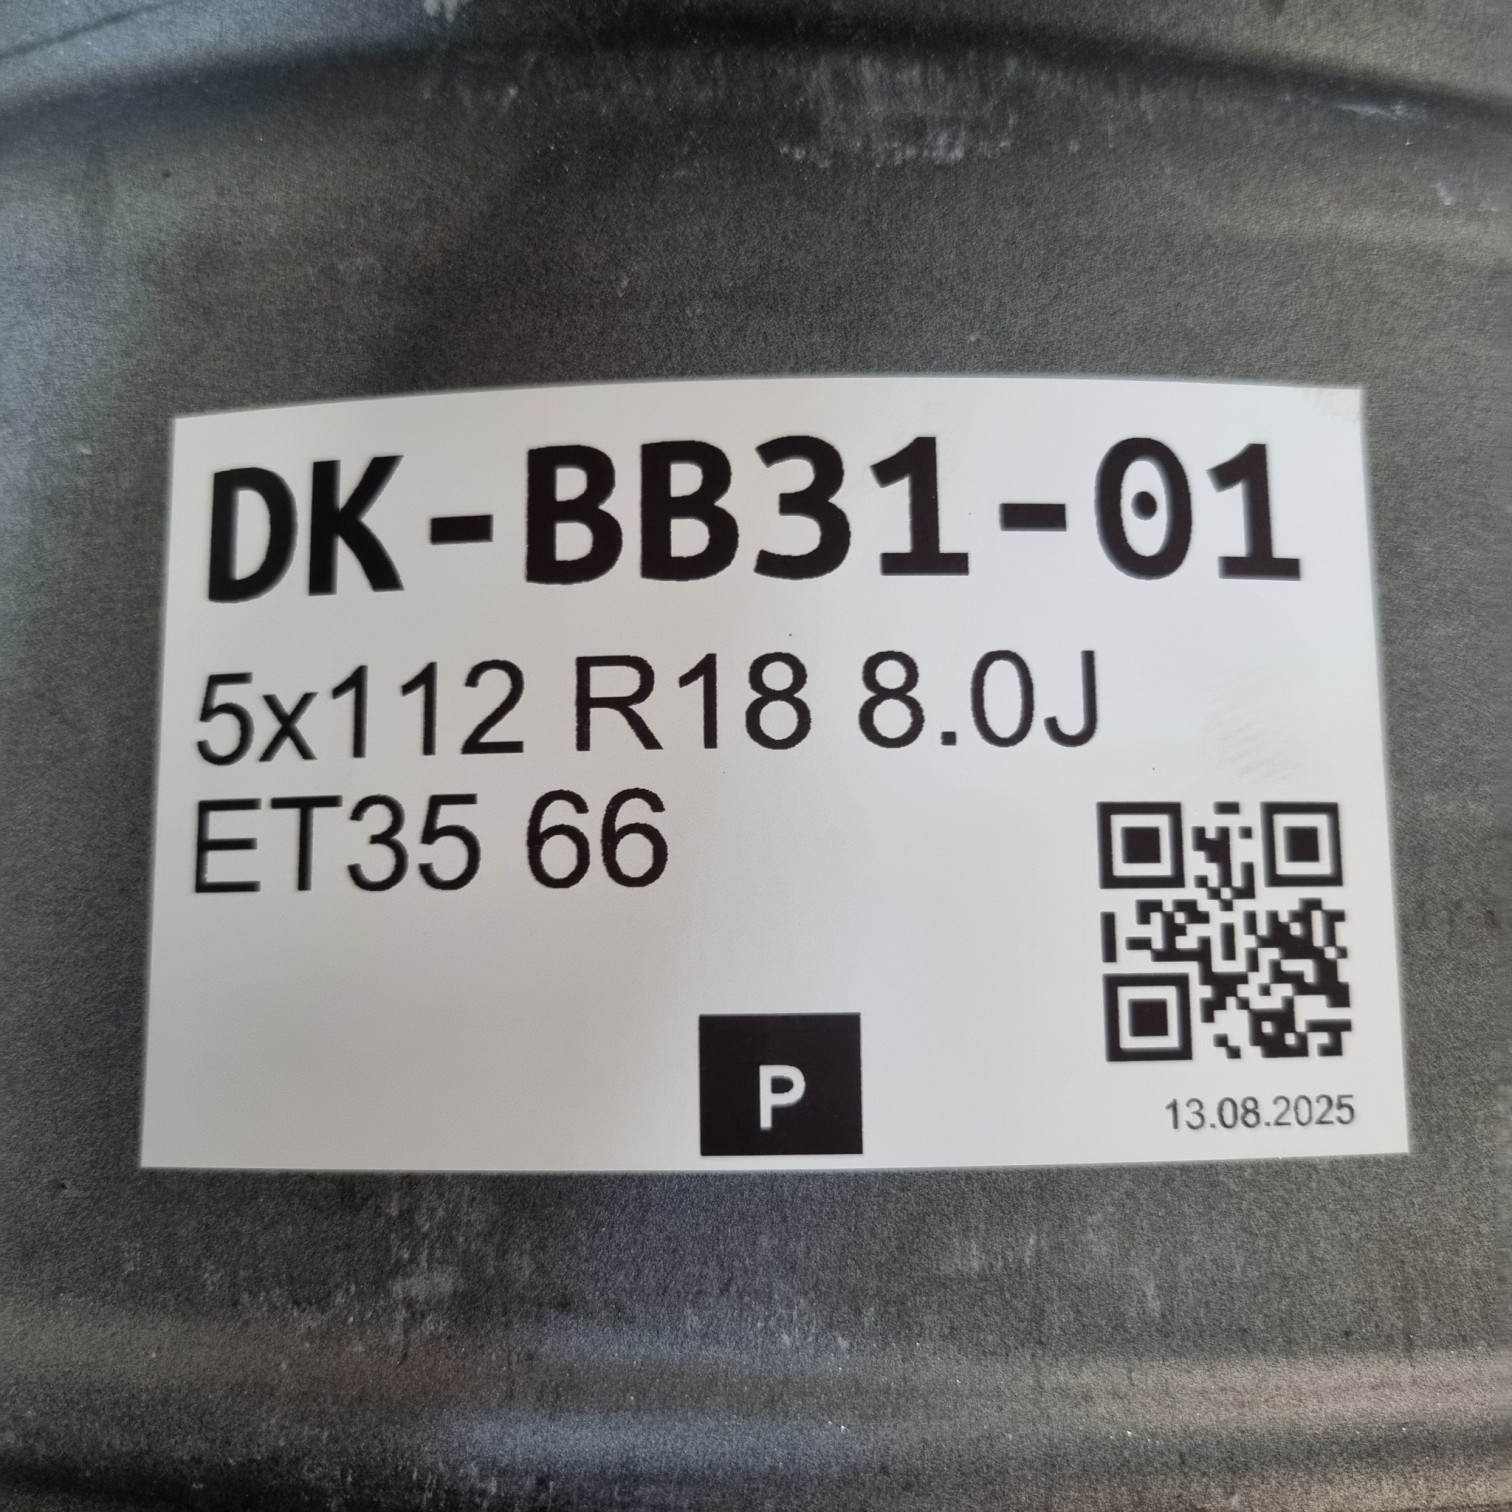 DK-BB31-01
5x112 R18 8.0J
ET35 66
P
13.08.2025